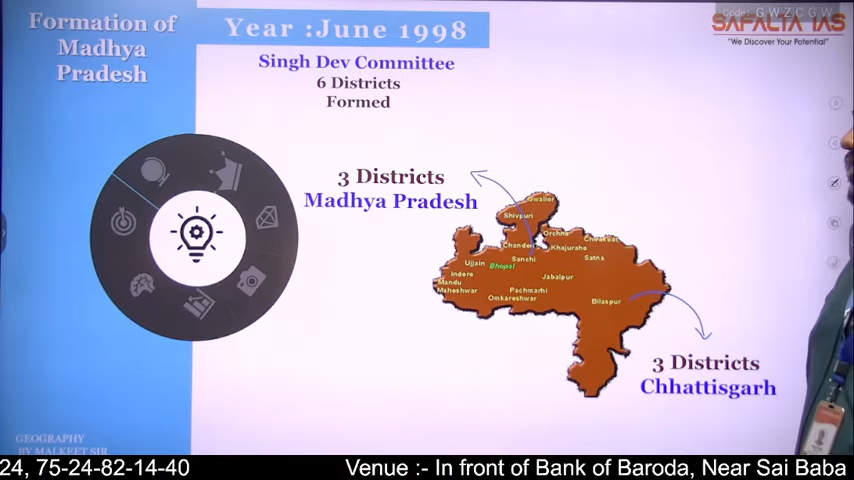 Formation of
Madhya
Pradesh
Year :June 1998
Code: G W Z C G W
SAFALTA IAS
"We Discover Your Potential"
Singh Dev Committee
6 Districts
Formed
3 Districts
Madhya Pradesh
Gwalior
Shivpuri
Orchha
Chitrakoot
Chanderi
Khajuraho
Sanchi
Satna
Ujjain
Bhopal
Indore
Jabalpur
Mandu
Maheshwar
Pachmarhi
Omkareshwar
Bilaspur
3 Districts
Chhattisgarh
GEOGRAPHY
BY MALKEET SIR
24, 75-24-82-14-40
Venue :- In front of Bank of Baroda, Near Sai Baba